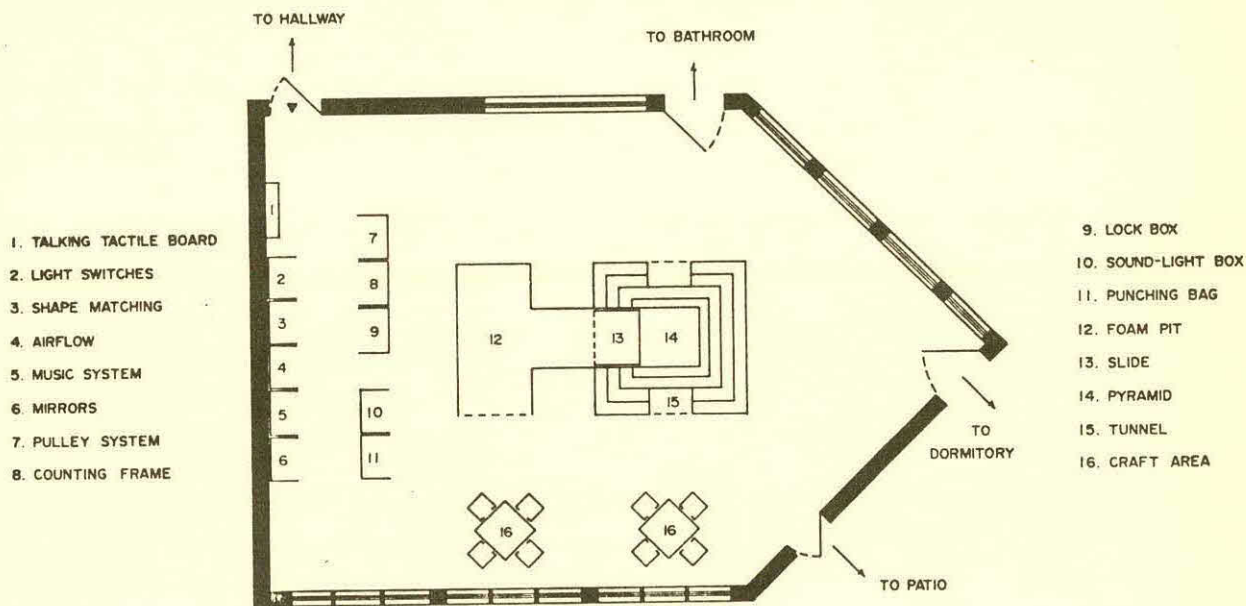 TO HALLWAY
TO BATHROOM
1. TALKING TACTILE BOARD
2. LIGHT SWITCHES
3. SHAPE MATCHING
4. AIRFLOW
5. MUSIC SYSTEM
6. MIRRORS
7. PULLEY SYSTEM
8. COUNTING FRAME
1
2
3
4
5
6
7
8
9
10
11
12
13
14
15
16
16
TO
DORMITORY
TO PATIO
9. LOCK BOX
10. SOUND-LIGHT BOX
11. PUNCHING BAG
12. FOAM PIT
13. SLIDE
14. PYRAMID
15. TUNNEL
16. CRAFT AREA